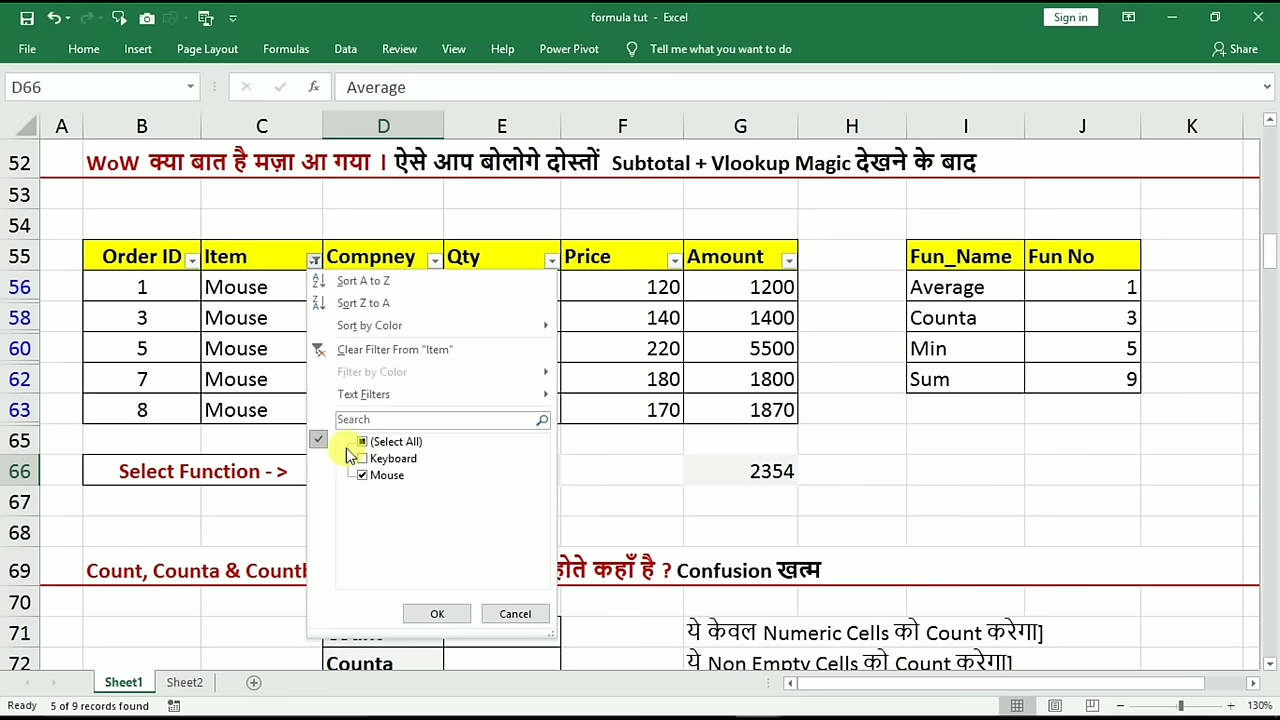 formula tut - Excel
Sign in
File Home Insert Page Layout Formulas Data Review View Help Power Pivot Tell me what you want to do Share
D66 fx Average
A B C D E F G H I J K
52 WoW क्या बात है मज़ा आ गया । ऐसे आप बोलोगे दोस्तों Subtotal + Vlookup Magic देखने के बाद
53
54
55 Order ID Item Compney Qty Price Amount Fun_Name Fun No
56 1 Mouse 120 1200 Average 1
58 3 Mouse 140 1400 Counta 3
60 5 Mouse 220 5500 Min 5
62 7 Mouse 180 1800 Sum 9
63 8 Mouse 170 1870
65
66 Select Function - > 2354
67
68
69 Count, Counta & Count होते कहाँ है ? Confusion खत्म
70
71 ये केवल Numeric Cells को Count करेगा]
72 Counta ये Non Empty Cells को Count करेगा]
Sort A to Z
Sort Z to A
Sort by Color
Clear Filter From "Item"
Filter by Color
Text Filters
Search
(Select All)
Keyboard
Mouse
OK Cancel
Sheet1 Sheet2
Ready 5 of 9 records found 130%